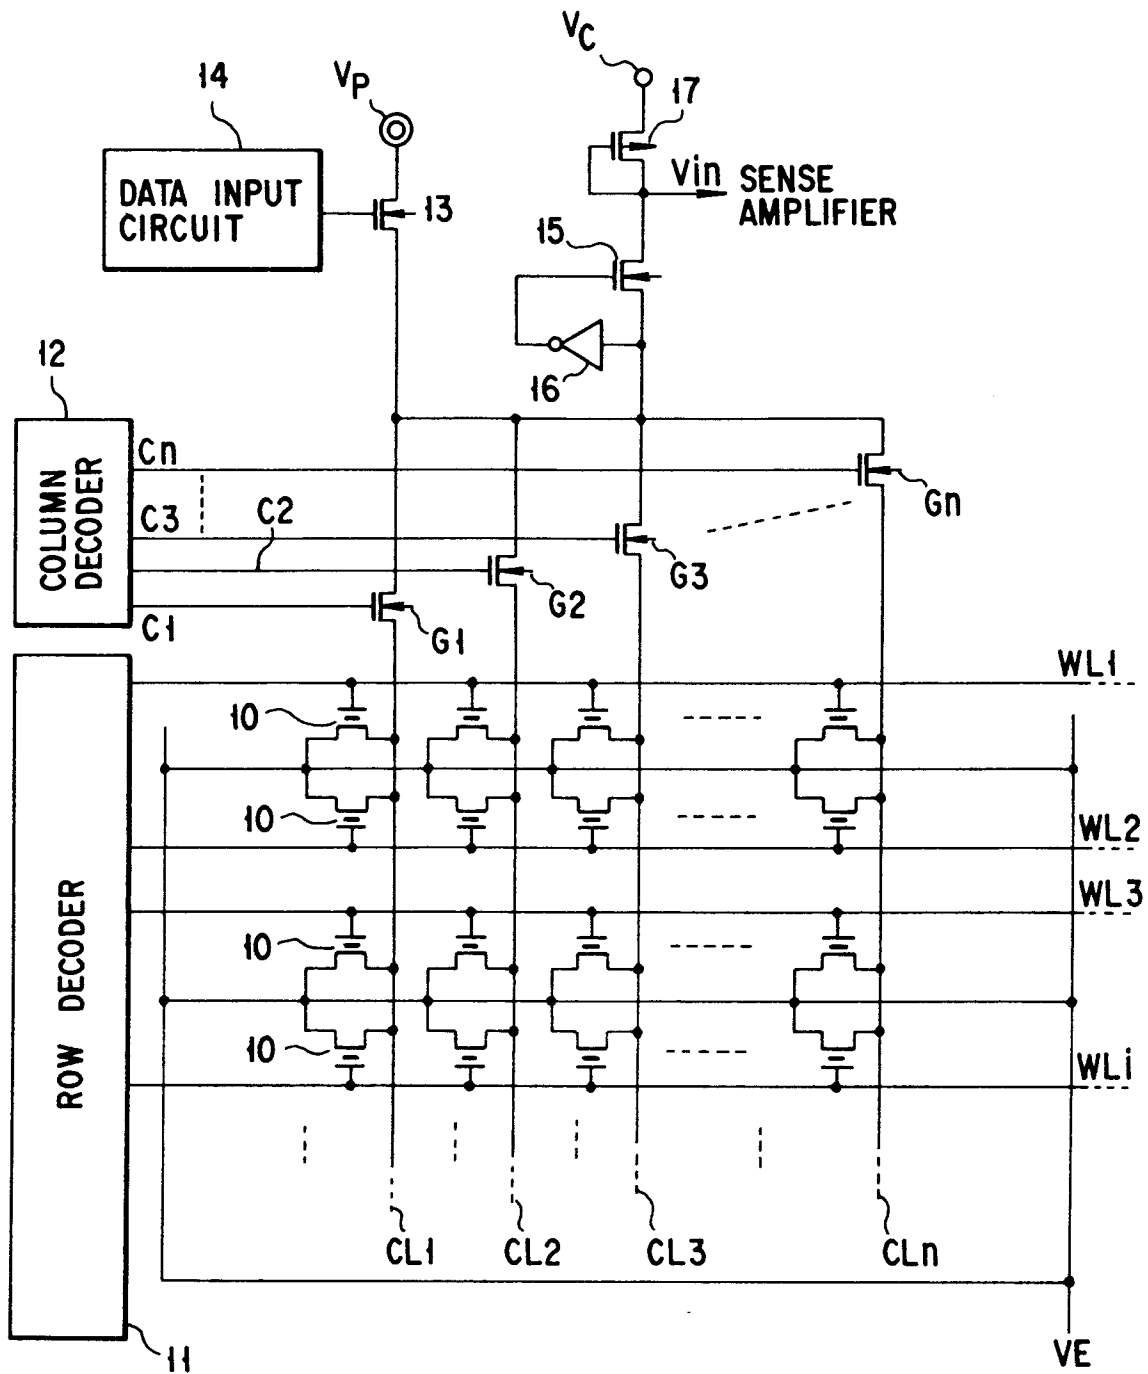 14
VP
VC
17
DATA INPUT
CIRCUIT
13
Vin
SENSE
AMPLIFIER
15
16
12
COLUMN
DECODER
Cn
C3
C2
C1
Gn
G3
G2
G1
WL1
10
10
WL2
WL3
10
10
WLi
ROW DECODER
CL1
CL2
CL3
CLn
11
VE